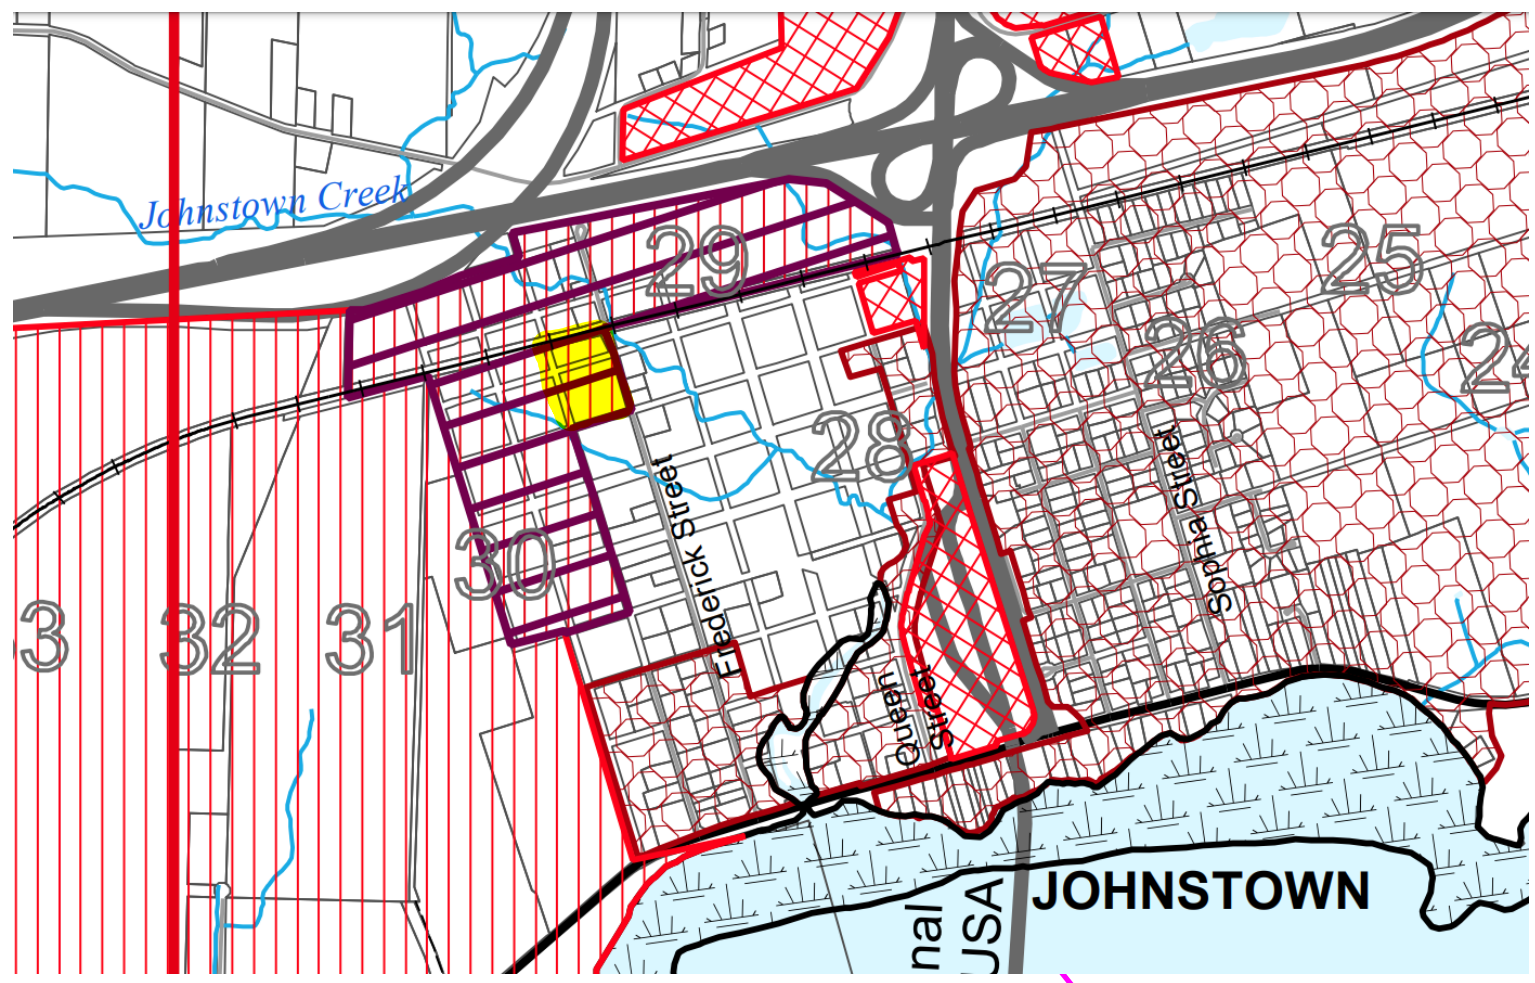 Johnstown Creek
29
27
25
26
24
28
30
3
32
31
Frederick Street
Sophia Street
Queen
Street
JOHNSTOWN
nal
USA